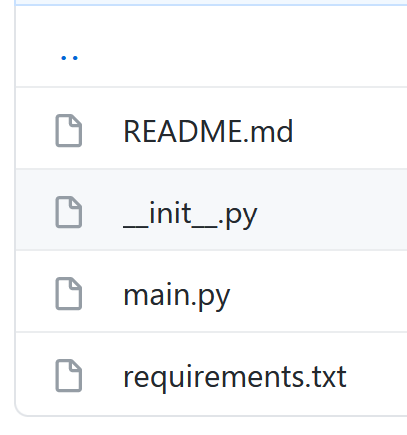 ..
README.md
__init__.py
main.py
requirements.txt